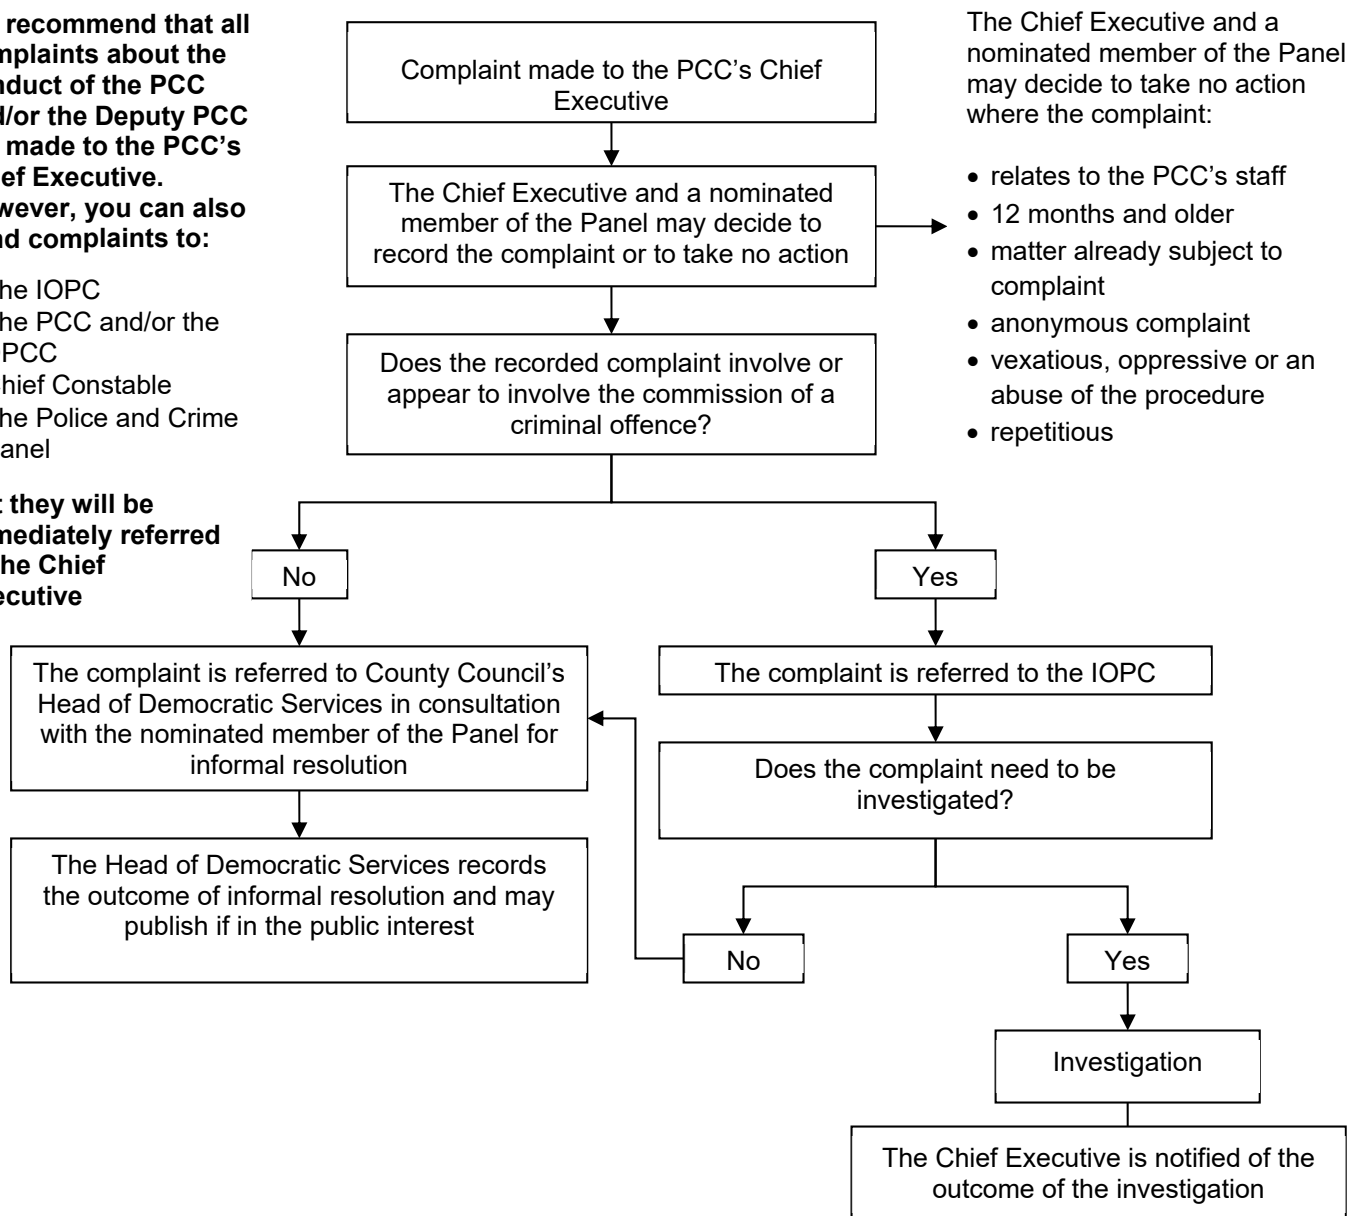 recommend that all
mplaints about the
nduct of the PCC
d/or the Deputy PCC
made to the PCC's
ief Executive.
wever, you can also
nd complaints to:
he IOPC
he PCC and/or the
PCC
hief Constable
he Police and Crime
anel
t they will be
mediately referred
the Chief
ecutive
Complaint made to the PCC's Chief
Executive
The Chief Executive and a nominated
member of the Panel may decide to
record the complaint or to take no action
The Chief Executive and a
nominated member of the Panel
may decide to take no action
where the complaint:
• relates to the PCC's staff
• 12 months and older
• matter already subject to
complaint
• anonymous complaint
• vexatious, oppressive or an
abuse of the procedure
• repetitious
Does the recorded complaint involve or
appear to involve the commission of a
criminal offence?
No
Yes
The complaint is referred to County Council's
Head of Democratic Services in consultation
with the nominated member of the Panel for
informal resolution
The Head of Democratic Services records
the outcome of informal resolution and may
publish if in the public interest
The complaint is referred to the IOPC
Does the complaint need to be
investigated?
No
Yes
Investigation
The Chief Executive is notified of the
outcome of the investigation